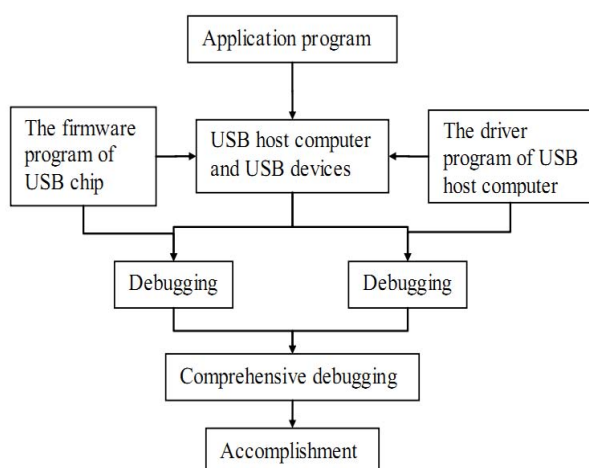 Application program
The firmware
program of
USB chip
USB host computer
and USB devices
The driver
program of USB
host computer
Debugging
Debugging
Comprehensive debugging
Accomplishment